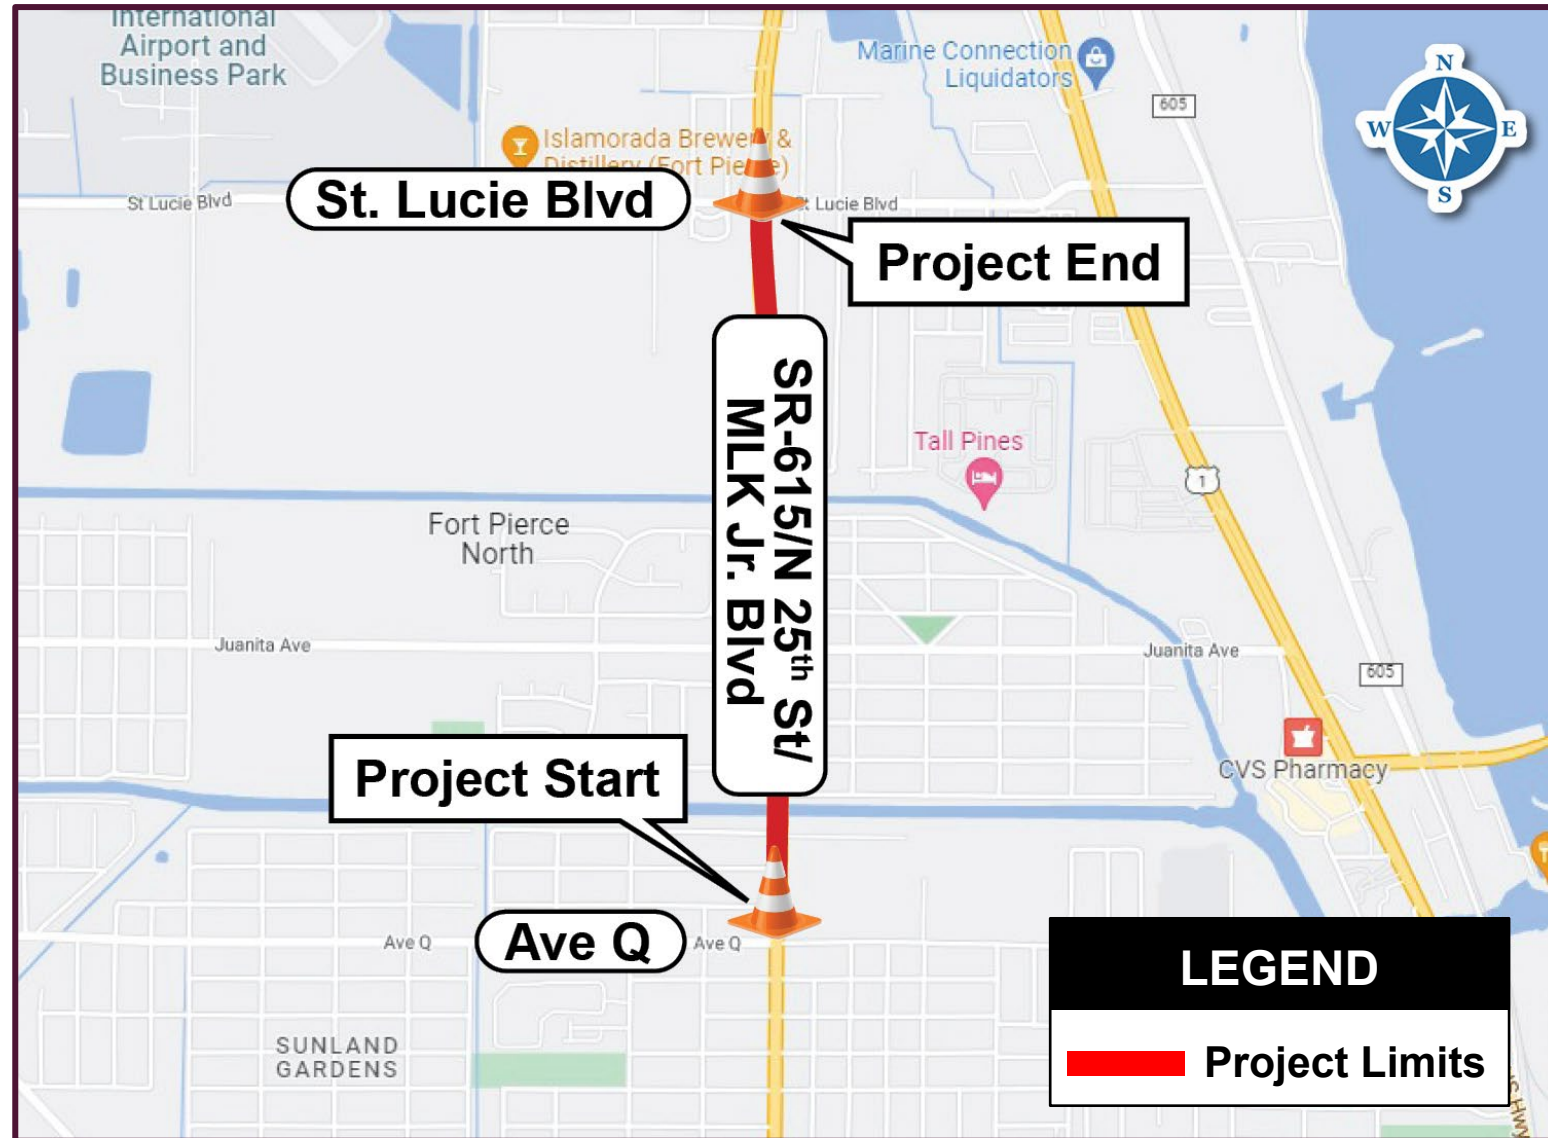 International
Airport and
Business Park
Marine Connection
Liquidators
605
N
W
E
S
Islamorada Brewery &
Distillery (Fort Pierce)
St Lucie Blvd
St. Lucie Blvd
St Lucie Blvd
Project End
SR-615/N 25th St/
MLK Jr. Blvd
Tall Pines
1
Fort Pierce
North
Juanita Ave
Juanita Ave
605
Project Start
CVS Pharmacy
Ave Q
Ave Q
Ave Q
LEGEND
Project Limits
SUNLAND
GARDENS
S Hwy